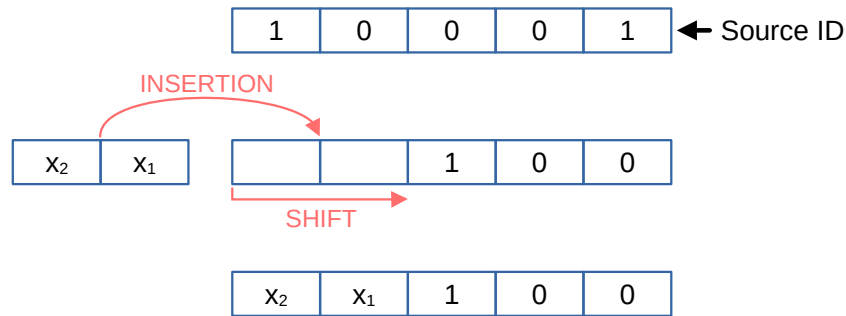 1 0 0 0 1 Source ID
INSERTION
x₂ x₁ 1 0 0
SHIFT
x₂ x₁ 1 0 0